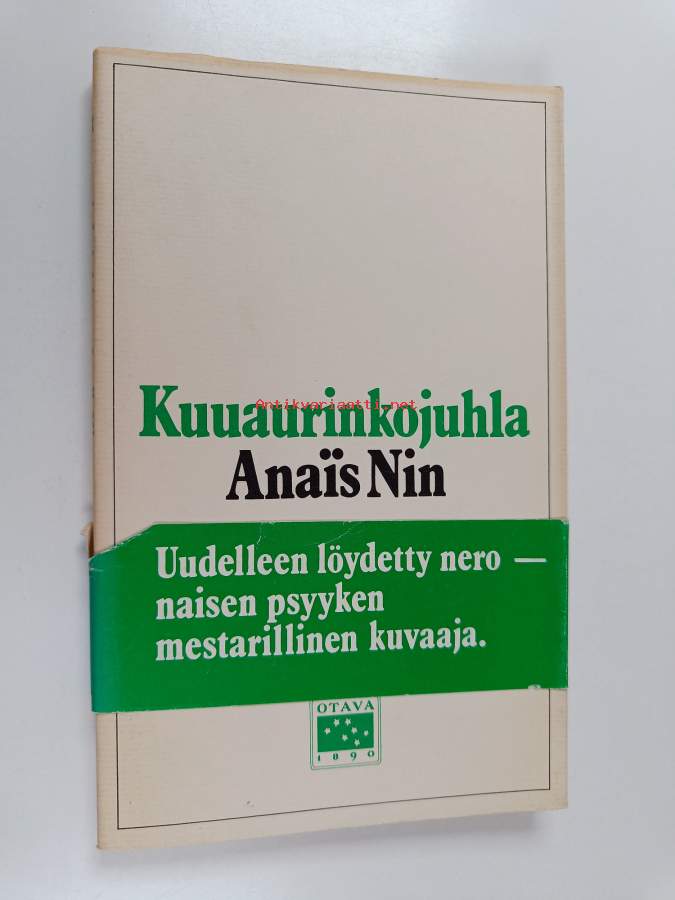 Kuuaurinkojuhla
Antikvariaatti.net
Anaïs Nin
Uudelleen löydetty nero —
naisen psyyken
mestarillinen kuvaaja.
OTAVA
1890